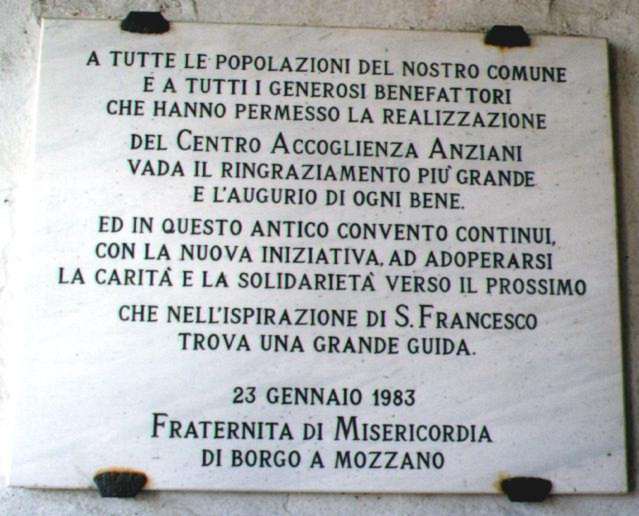 A TUTTE LE POPOLAZIONI DEL NOSTRO COMUNE
E A TUTTI I GENEROSI BENEFATTORI
CHE HANNO PERMESSO LA REALIZZAZIONE
DEL CENTRO ACCOGLIENZA ANZIANI
VADA IL RINGRAZIAMENTO PIU' GRANDE
E L'AUGURIO DI OGNI BENE.
ED IN QUESTO ANTICO CONVENTO CONTINUI,
CON LA NUOVA INIZIATIVA, AD ADOPERARSI
LA CARITA' E LA SOLIDARIETA' VERSO IL PROSSIMO
CHE NELL'ISPIRAZIONE DI S. FRANCESCO
TROVA UNA GRANDE GUIDA.
23 GENNAIO 1983
FRATERNITA DI MISERICORDIA
DI BORGO A MOZZANO